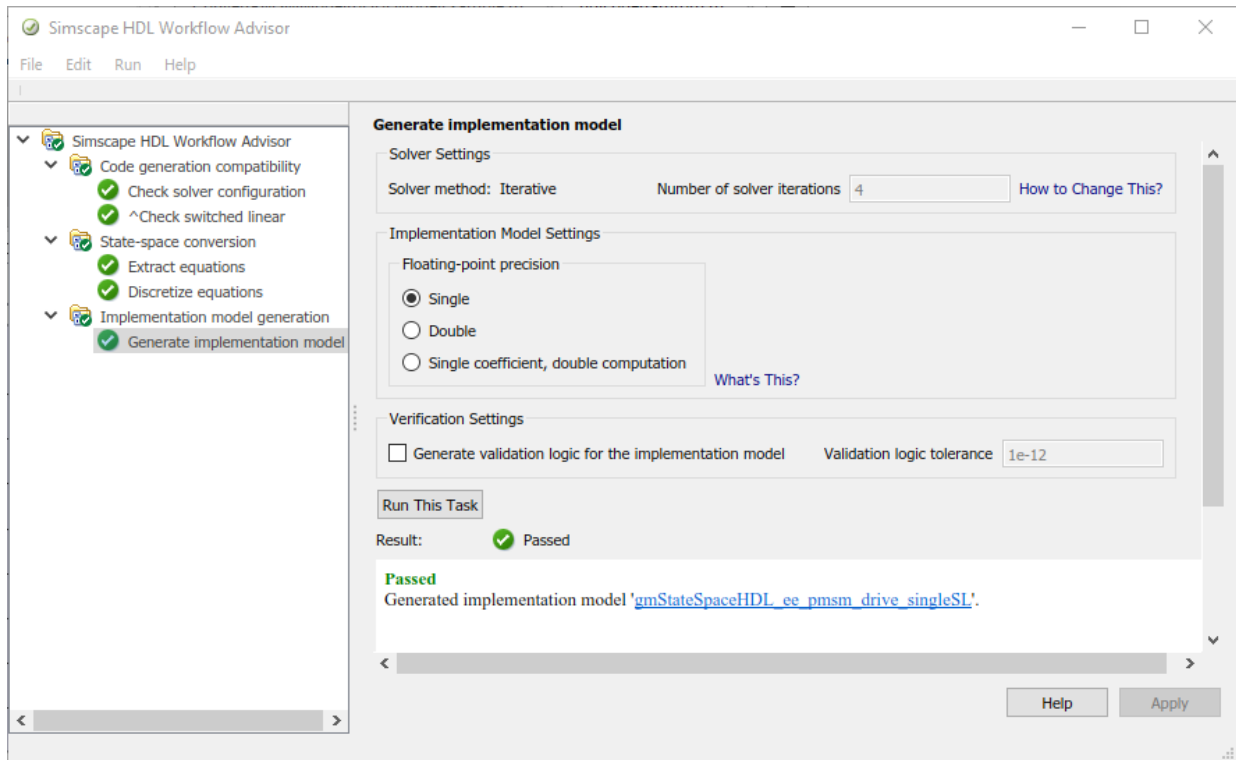 Simscape HDL Workflow Advisor
File Edit Run Help
Simscape HDL Workflow Advisor
Code generation compatibility
Check solver configuration
^Check switched linear
State-space conversion
Extract equations
Discretize equations
Implementation model generation
Generate implementation model
Generate implementation model
Solver Settings
Solver method: Iterative Number of solver iterations 4 How to Change This?
Implementation Model Settings
Floating-point precision
Single
Double
Single coefficient, double computation
What's This?
Verification Settings
Generate validation logic for the implementation model Validation logic tolerance 1e-12
Run This Task
Result: Passed
Passed
Generated implementation model 'gmStateSpaceHDL_ee_pmsm_drive_singleSL'.
Help Apply